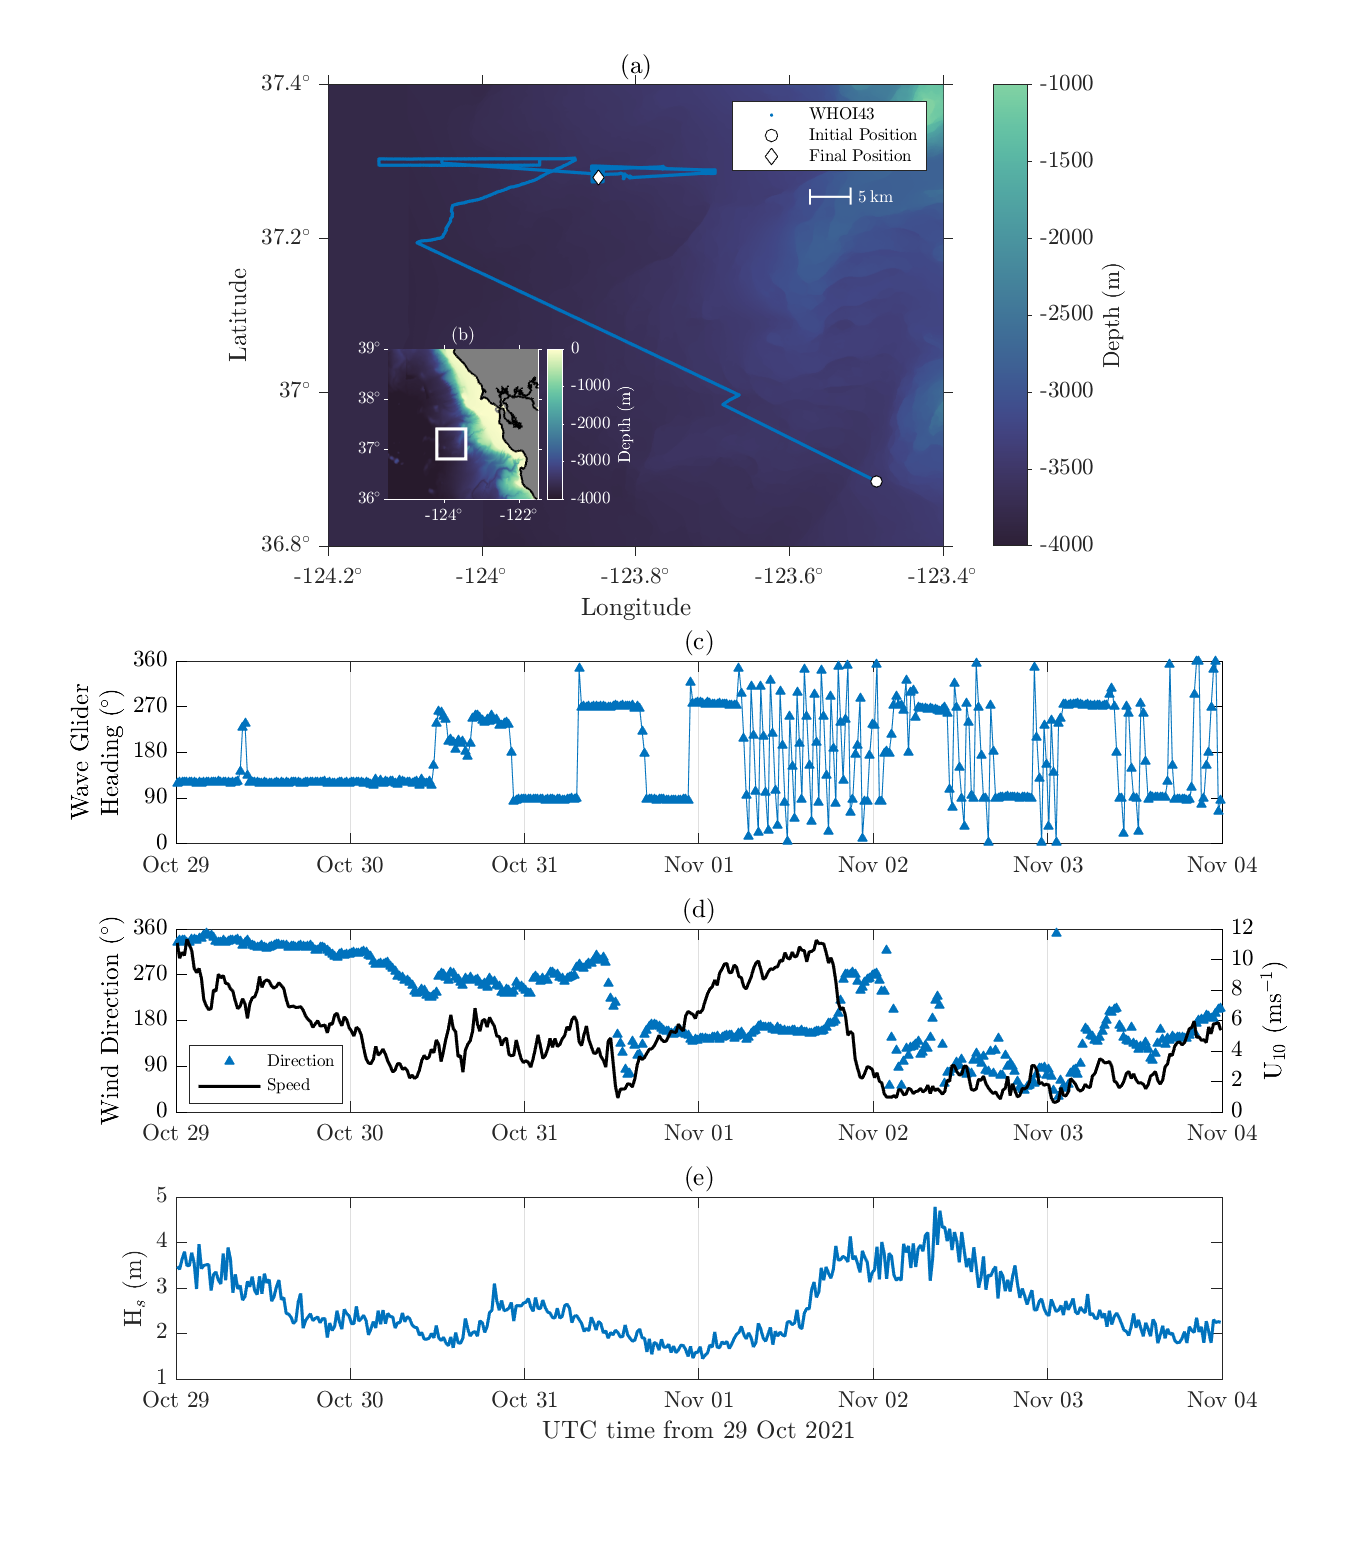 (a)
37.4°
37.2°
37°
36.8°
Latitude
-124.2°
-124°
-123.8°
-123.6°
-123.4°
Longitude
WHOI43
Initial Position
Final Position
5 km
-1000
-1500
-2000
-2500
-3000
-3500
-4000
Depth (m)
(b)
39°
38°
37°
36°
-124°
-122°
0
-1000
-2000
-3000
-4000
Depth (m)
(c)
Wave Glider
Heading (°)
360
270
180
90
0
Oct 29
Oct 30
Oct 31
Nov 01
Nov 02
Nov 03
Nov 04
(d)
Wind Direction (°)
360
270
180
90
0
Direction
Speed
12
10
8
6
4
2
0
U₁₀ (ms⁻¹)
Oct 29
Oct 30
Oct 31
Nov 01
Nov 02
Nov 03
Nov 04
(e)
Hₛ (m)
5
4
3
2
1
Oct 29
Oct 30
Oct 31
Nov 01
Nov 02
Nov 03
Nov 04
UTC time from 29 Oct 2021